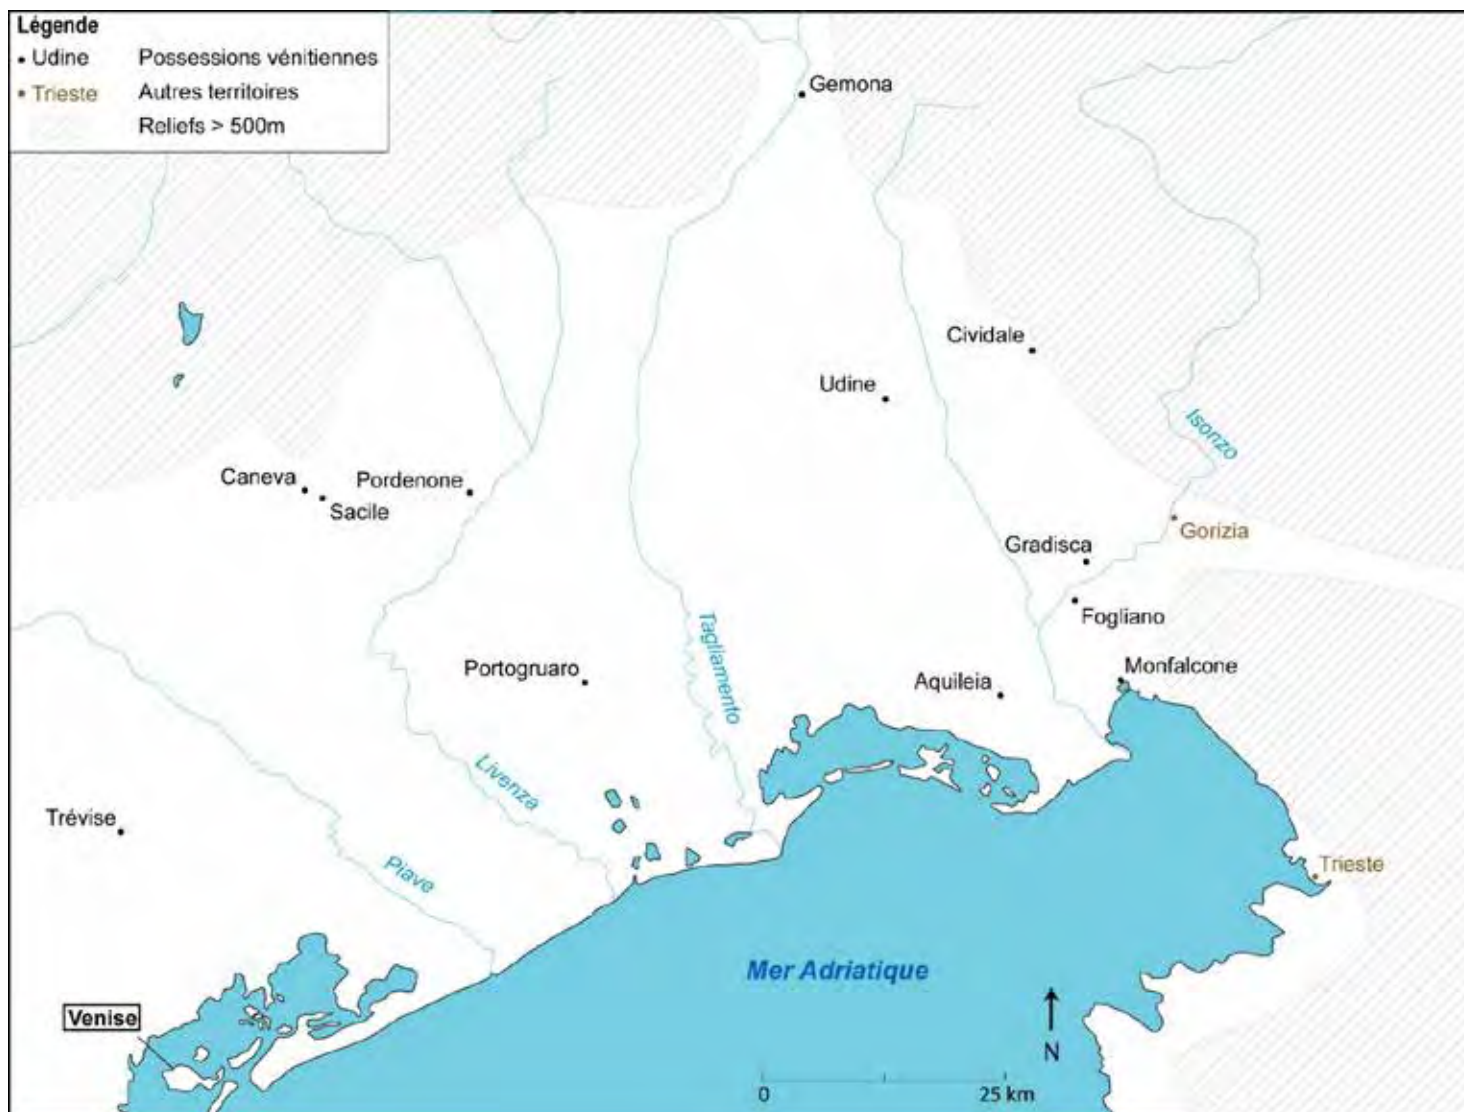 Légende
Udine Possessions vénitiennes
Trieste Autres territoires
Reliefs > 500m
Gemona
Cividale
Udine
Isonzo
Caneva
Sacile
Pordenone
Gorizia
Gradisca
Fogliano
Tagliamento
Portogruaro
Aquileia
Monfalcone
Livenza
Trévise
Piave
Trieste
Mer Adriatique
Venise
N
0 25 km